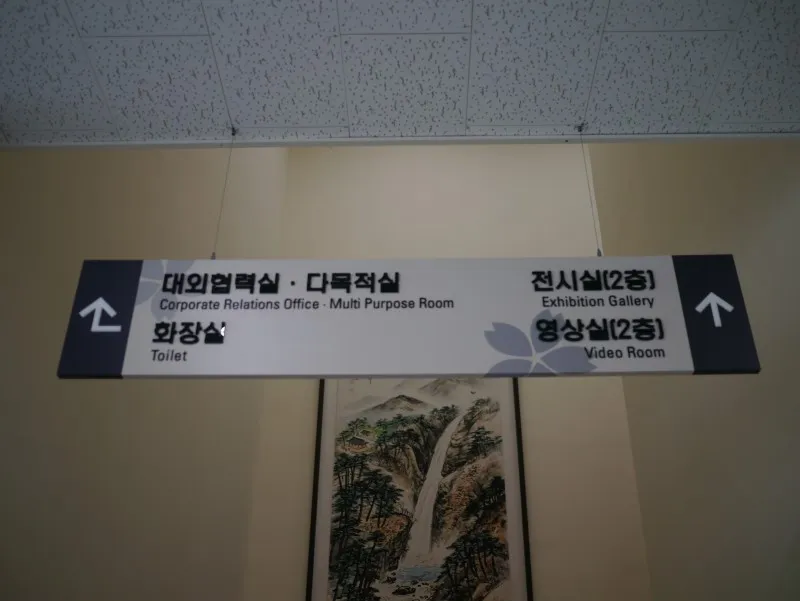 대외협력실 · 다목적실
Corporate Relations Office · Multi Purpose Room
화장실
Toilet
전시실(2층)
Exhibition Gallery
영상실(2층)
Video Room